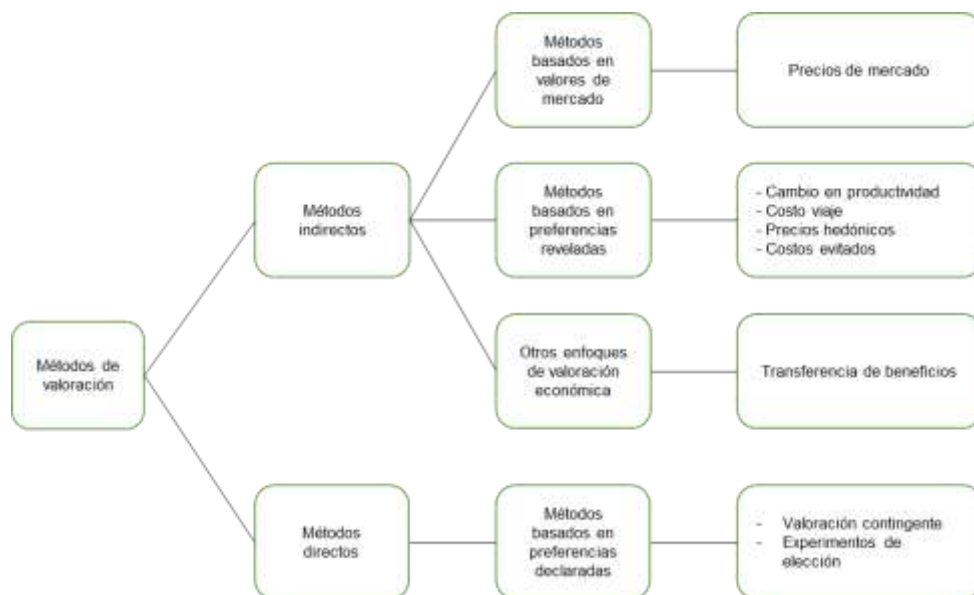 Métodos
basados en
valores de
mercado
Precios de mercado
Métodos
indirectos
Métodos
basados en
preferencias
reveladas
- Cambio en productividad
- Costo viaje
- Precios hedónicos
- Costos evitados
Métodos de
valoración
Otros enfoques
de valoración
económica
Transferencia de beneficios
Métodos
directos
Métodos
basados en
preferencias
declaradas
- Valoración contingente
- Experimentos de
elección